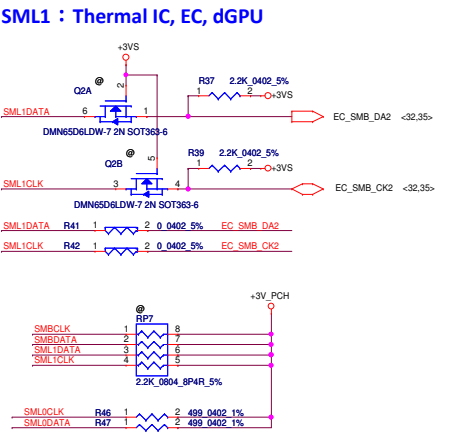 SML1：Thermal IC, EC, dGPU
+3VS
@
Q2A
2
R37 2.2K_0402_5%
1 2 +3VS
SML1DATA 6 1 EC_SMB_DA2 <32,35>
DMN65D6LDW-7 2N SOT363-6
@
Q2B
5
R39 2.2K_0402_5%
1 2 +3VS
SML1CLK 3 4 EC_SMB_CK2 <32,35>
DMN65D6LDW-7 2N SOT363-6
SML1DATA R41 1 2 0_0402_5% EC_SMB_DA2
SML1CLK R42 1 2 0_0402_5% EC_SMB_CK2
+3V_PCH
@
RP7
SMBCLK 1 8
SMBDATA 2 7
SML1DATA 3 6
SML1CLK 4 5
2.2K_0804_8P4R_5%
SML0CLK R46 1 2 499_0402_1%
SML0DATA R47 1 2 499_0402_1%